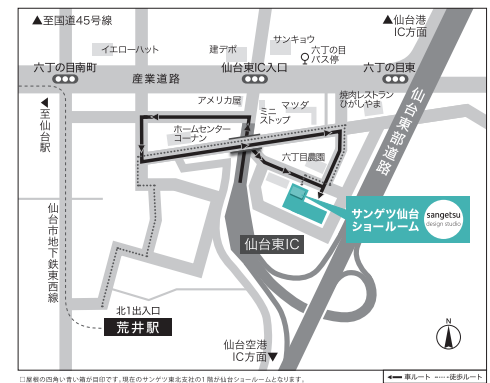 ▲至国道45号線
▲仙台港
IC方面
イエローハット
建デポ
サンキョウ
六丁の目
バス停
六丁の目南町
仙台東IC入口
六丁の目東
産業道路
◀至仙台駅
アメリカ屋
ミニ
ストップ
マツダ
焼肉レストラン
ひがしやま
ホームセンター
コーナン
六丁目農園
仙台東部道路
サンゲツ仙台
ショールーム
sangetsu
design studio
仙台東IC
仙台市地下鉄東西線
北1出入口
荒井駅
仙台空港
IC方面▼
N
□屋根の四角い青い箱が目印です。現在のサンゲツ東北支社の1階が仙台ショールームとなります。
車ルート
徒歩ルート